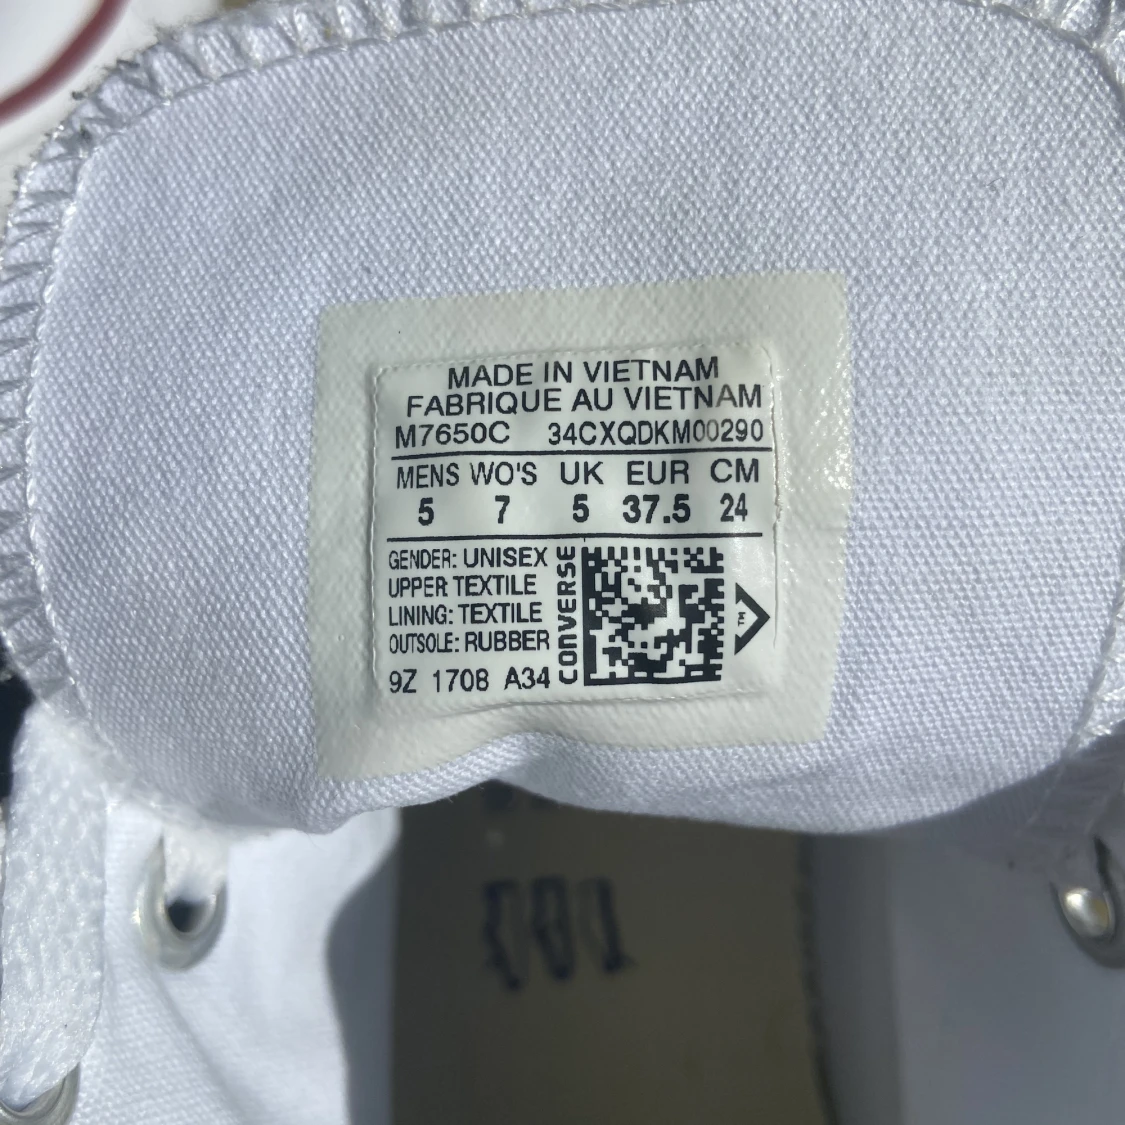 MADE IN VIETNAM
FABRIQUE AU VIETNAM
M7650C 34CXQDKM00290
MENS WO'S UK EUR CM
5 7 5 37.5 24
GENDER: UNISEX
UPPER TEXTILE
LINING: TEXTILE
OUTSOLE: RUBBER
9Z 1708 A34
CONVERSE
TM